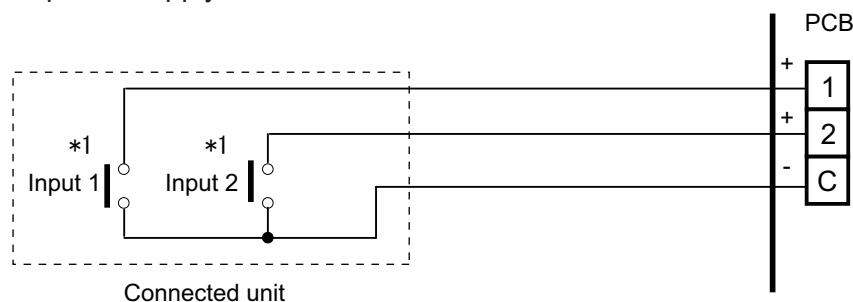 PCB
+
1
+
2
-
C
*1
*1
Input 1
Input 2
Connected unit